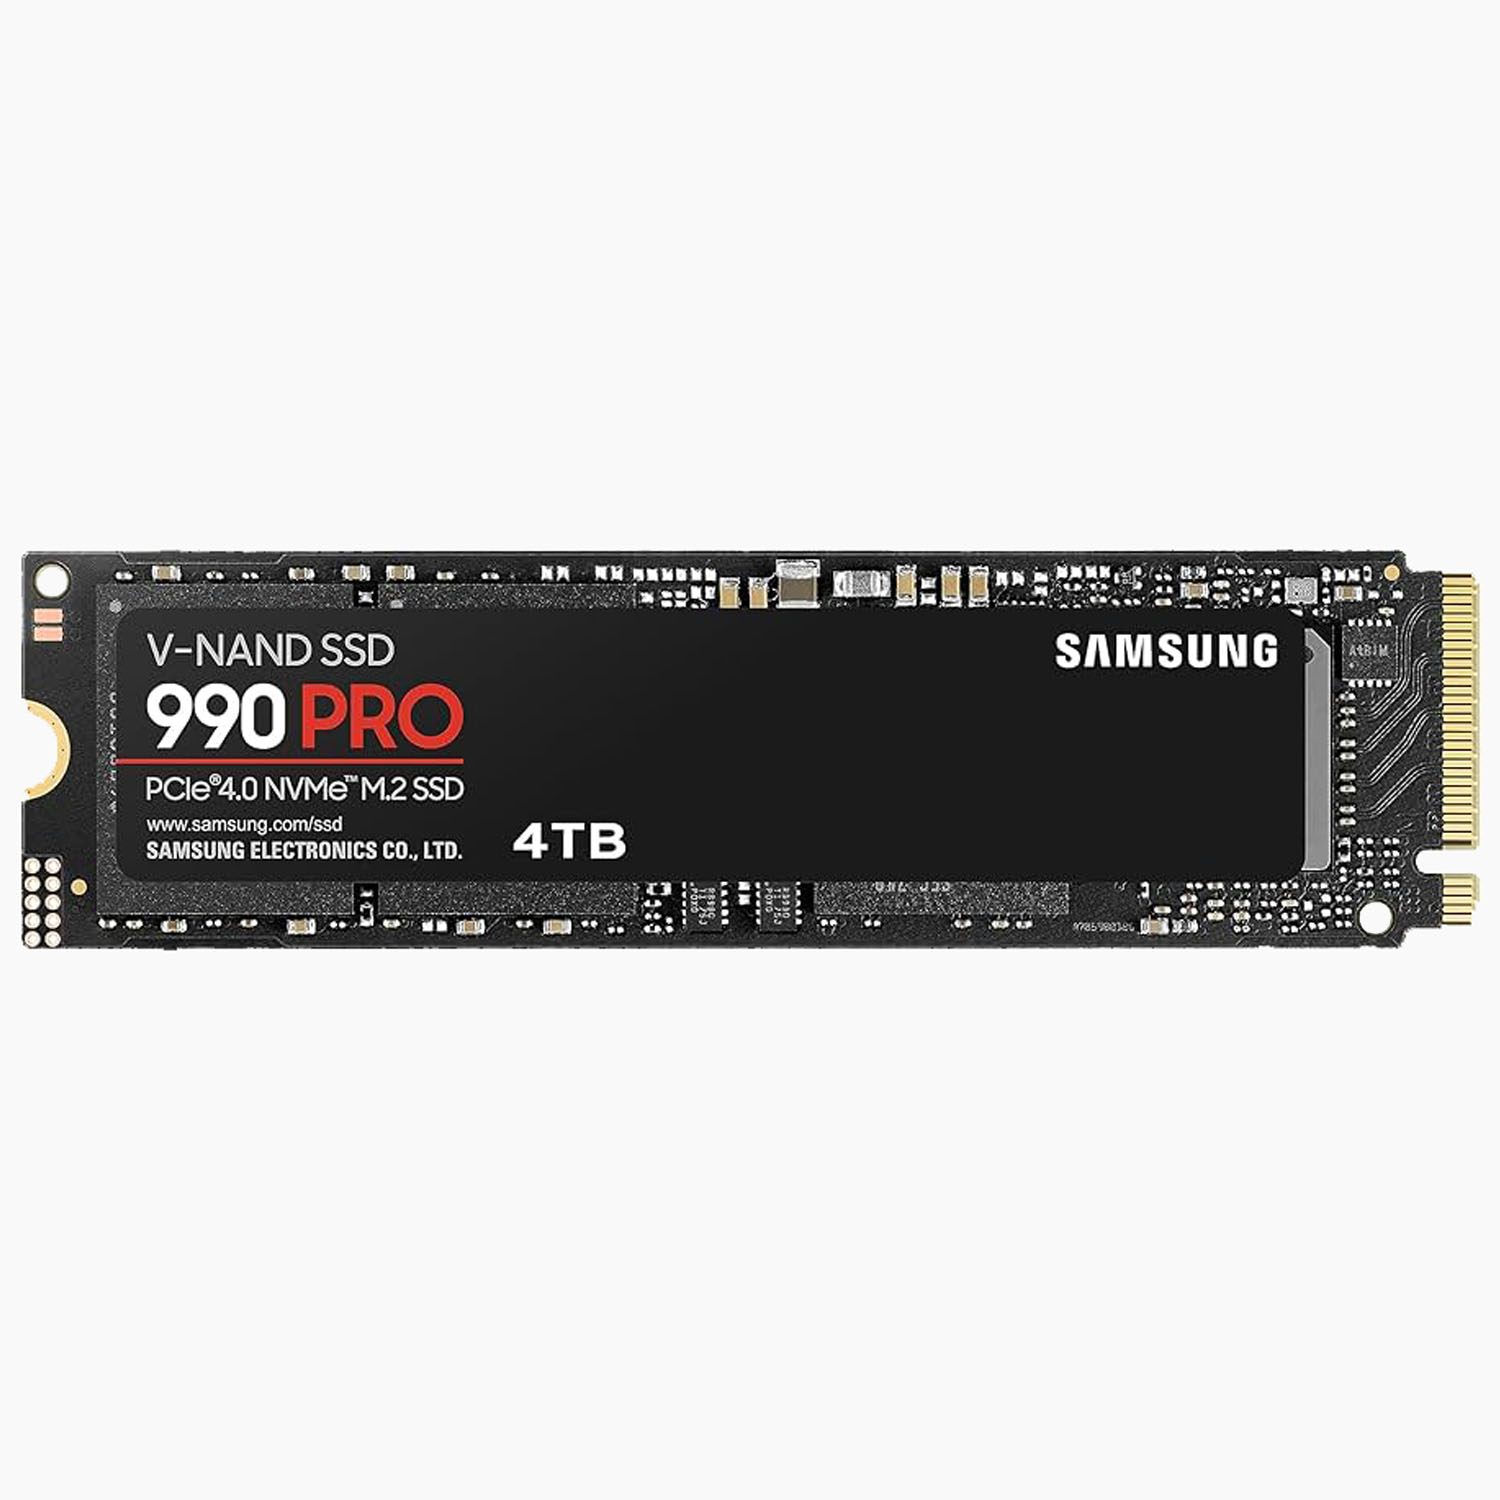 V-NAND SSD
SAMSUNG
990 PRO
PCIe®4.0 NVMe™ M.2 SSD
www.samsung.com/ssd
SAMSUNG ELECTRONICS CO., LTD.
4TB